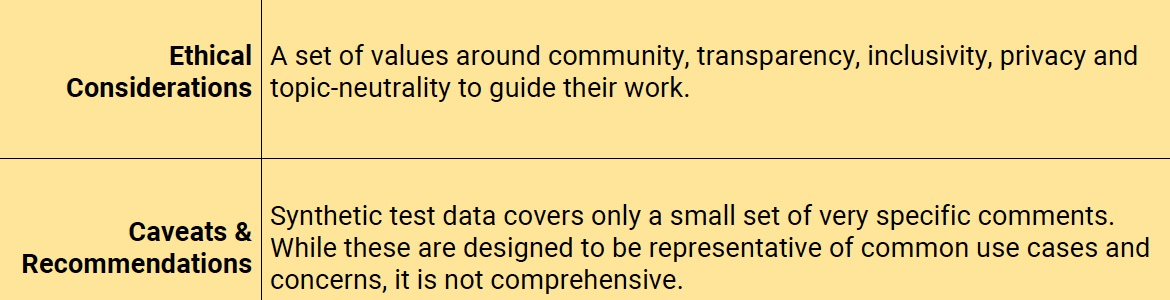 Ethical
Considerations
A set of values around community, transparency, inclusivity, privacy and
topic-neutrality to guide their work.
Caveats &
Recommendations
Synthetic test data covers only a small set of very specific comments.
While these are designed to be representative of common use cases and
concerns, it is not comprehensive.